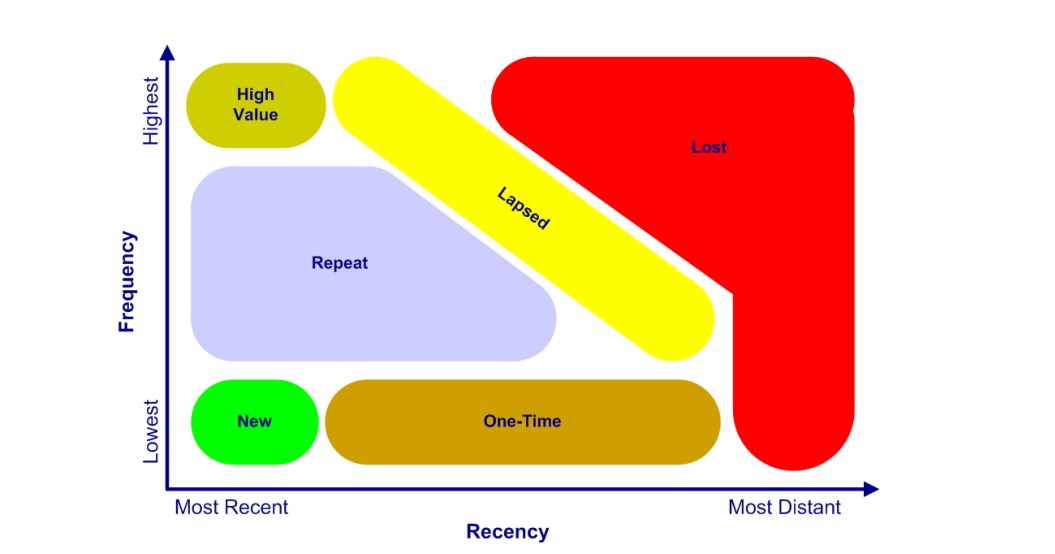 Highest
Frequency
Lowest
High
Value
Lapsed
Lost
Repeat
New
One-Time
Most Recent
Most Distant
Recency